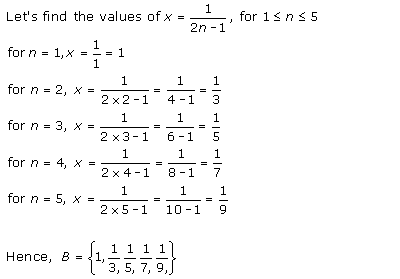 Let's find the values of x = 1/(2n - 1), for 1 ≤ n ≤ 5
for n = 1, x = 1/1 = 1
for n = 2, x = 1/(2 × 2 - 1) = 1/(4 - 1) = 1/3
for n = 3, x = 1/(2 × 3 - 1) = 1/(6 - 1) = 1/5
for n = 4, x = 1/(2 × 4 - 1) = 1/(8 - 1) = 1/7
for n = 5, x = 1/(2 × 5 - 1) = 1/(10 - 1) = 1/9
Hence, B = {1, 1/3, 1/5, 1/7, 1/9,}